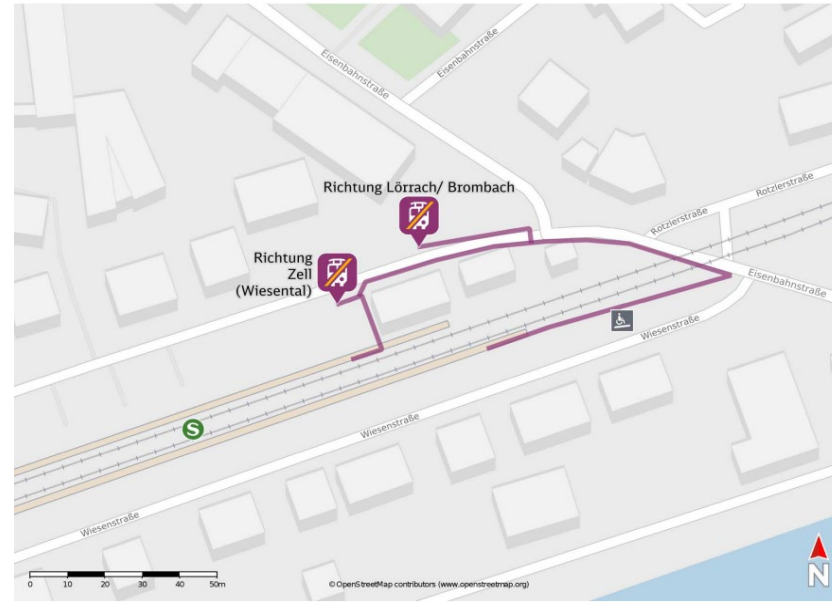 Eisenbahnstraße
Eisenbahnstraße
Richtung Lörrach/ Brombach
Rotzlerstraße
Rotzlerstraße
Richtung
Zell
(Wiesental)
Eisenbahnstraße
Wiesenstraße
S
Wiesenstraße
Wiesenstraße
0 10 20 30 40 50m
© OpenStreetMap contributors (www.openstreetmap.org)
N